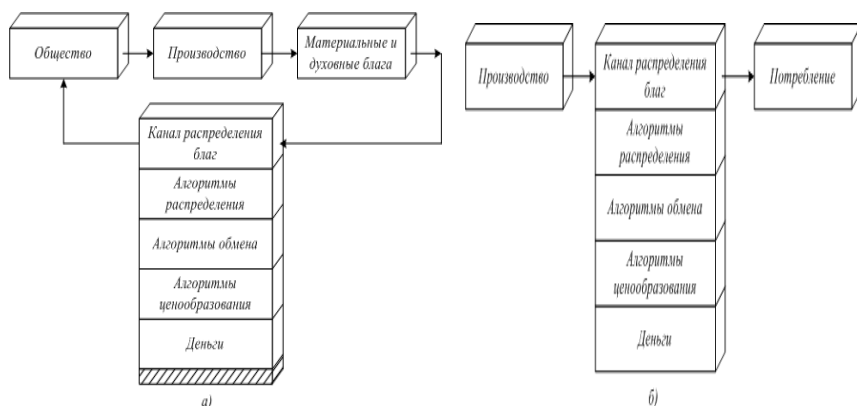 Общество
Производство
Материальные и
духовные блага
Канал распределения
благ
Алгоритмы
распределения
Алгоритмы обмена
Алгоритмы
ценообразования
Деньги
а)
Производство
Канал распределения
благ
Потребление
Алгоритмы
распределения
Алгоритмы обмена
Алгоритмы
ценообразования
Деньги
б)